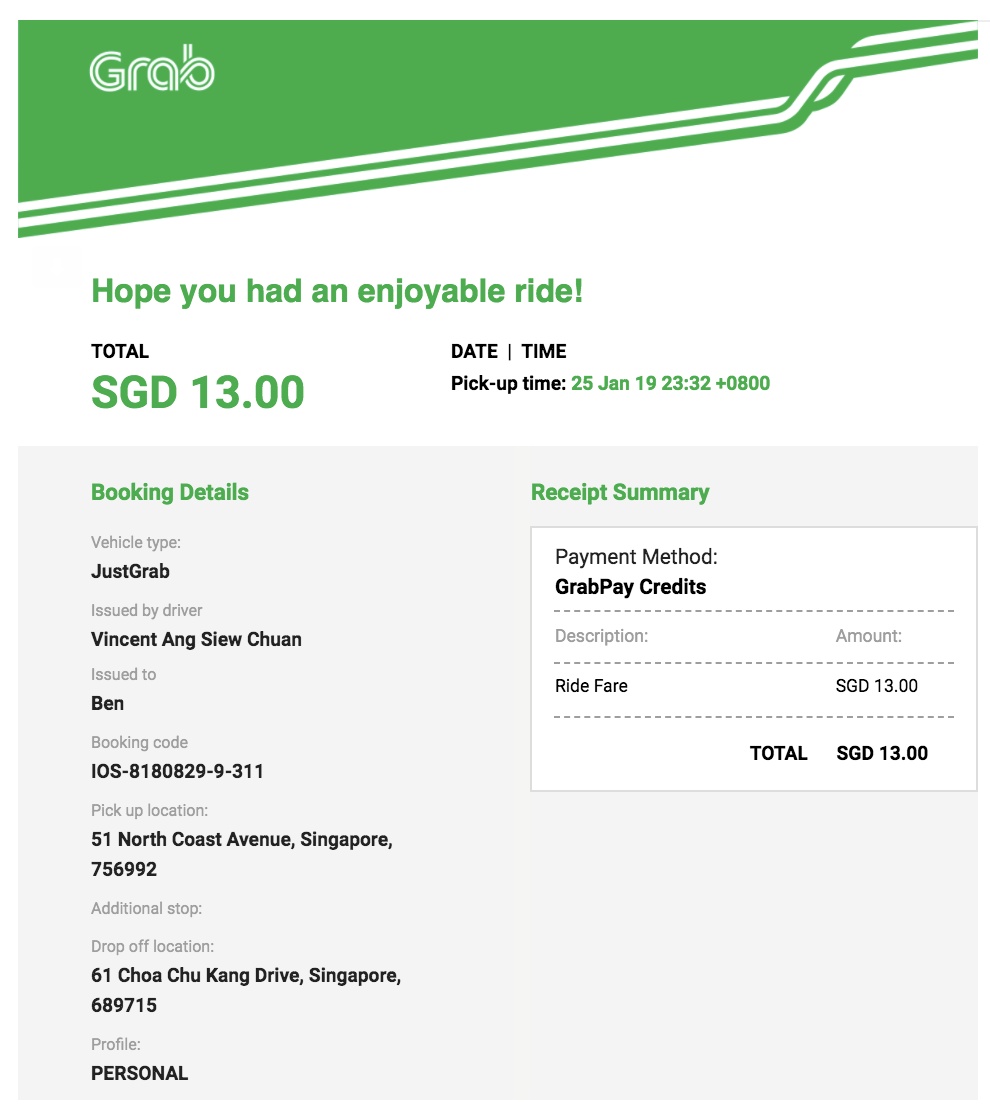 Grab
Hope you had an enjoyable ride!
TOTAL
SGD 13.00
DATE | TIME
Pick-up time: 25 Jan 19 23:32 +0800
Booking Details
Vehicle type:
JustGrab
Issued by driver
Vincent Ang Siew Chuan
Issued to
Ben
Booking code
IOS-8180829-9-311
Pick up location:
51 North Coast Avenue, Singapore,
756992
Additional stop:
Drop off location:
61 Choa Chu Kang Drive, Singapore,
689715
Profile:
PERSONAL
Receipt Summary
Payment Method:
GrabPay Credits
Description: Amount:
Ride Fare SGD 13.00
TOTAL SGD 13.00